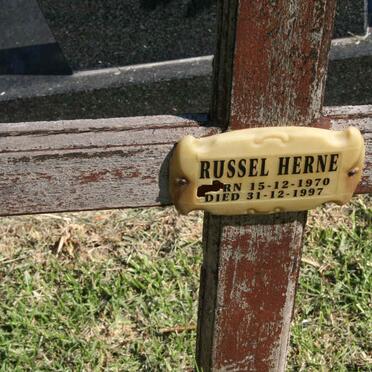 RUSSEL HERNE
RN 15-12-1970
DIED 31-12-1997